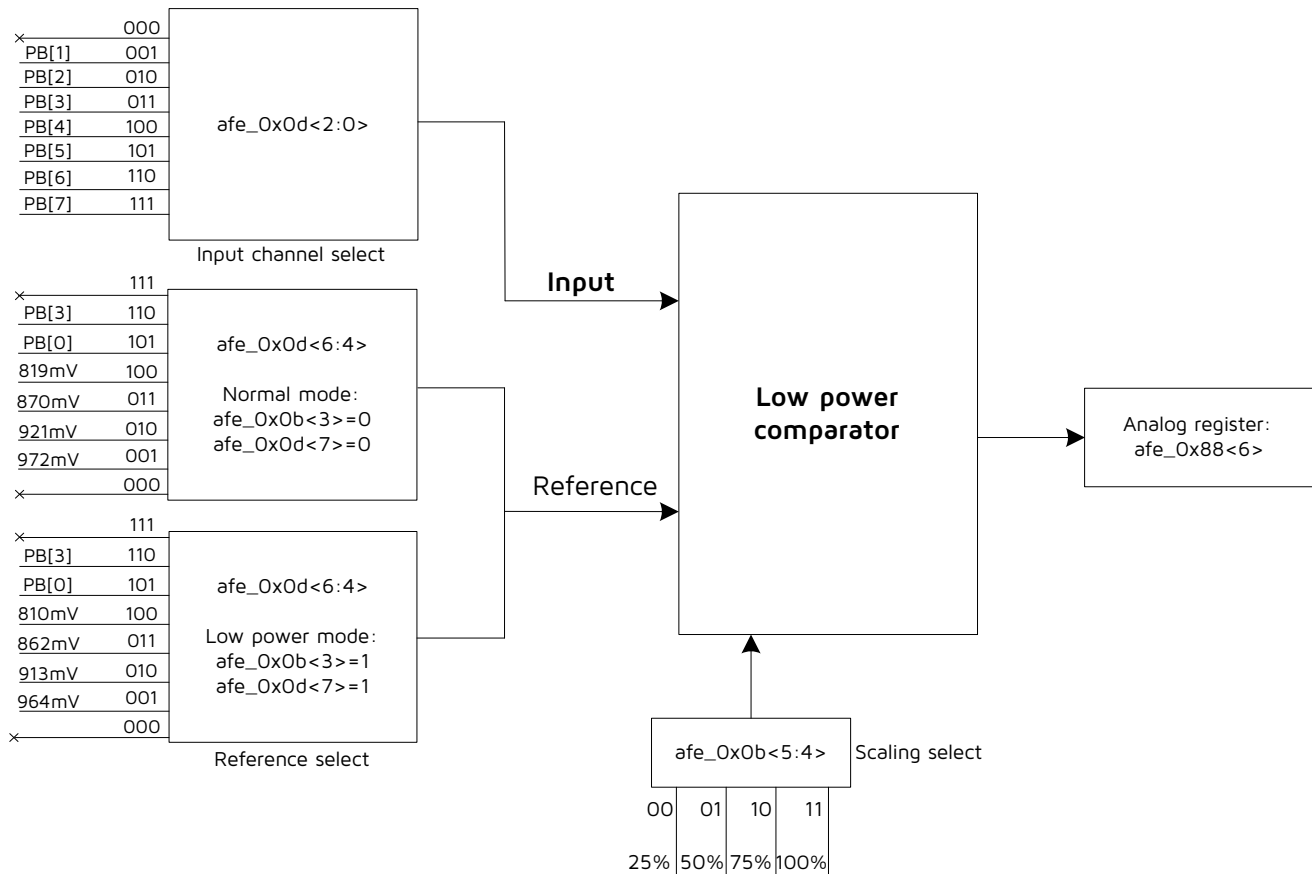 000
PB[1] 001
PB[2] 010
PB[3] 011
PB[4] 100
PB[5] 101
PB[6] 110
PB[7] 111
afe_0x0d<2:0>
Input channel select
111
PB[3] 110
PB[0] 101
819mV 100
870mV 011
921mV 010
972mV 001
000
afe_0x0d<6:4>
Normal mode:
afe_0x0b<3>=0
afe_0x0d<7>=0
111
PB[3] 110
PB[0] 101
810mV 100
862mV 011
913mV 010
964mV 001
000
afe_0x0d<6:4>
Low power mode:
afe_0x0b<3>=1
afe_0x0d<7>=1
Reference select
Input
Reference
Low power
comparator
Analog register:
afe_0x88<6>
afe_0x0b<5:4>
Scaling select
00 01 10 11
25% 50% 75% 100%